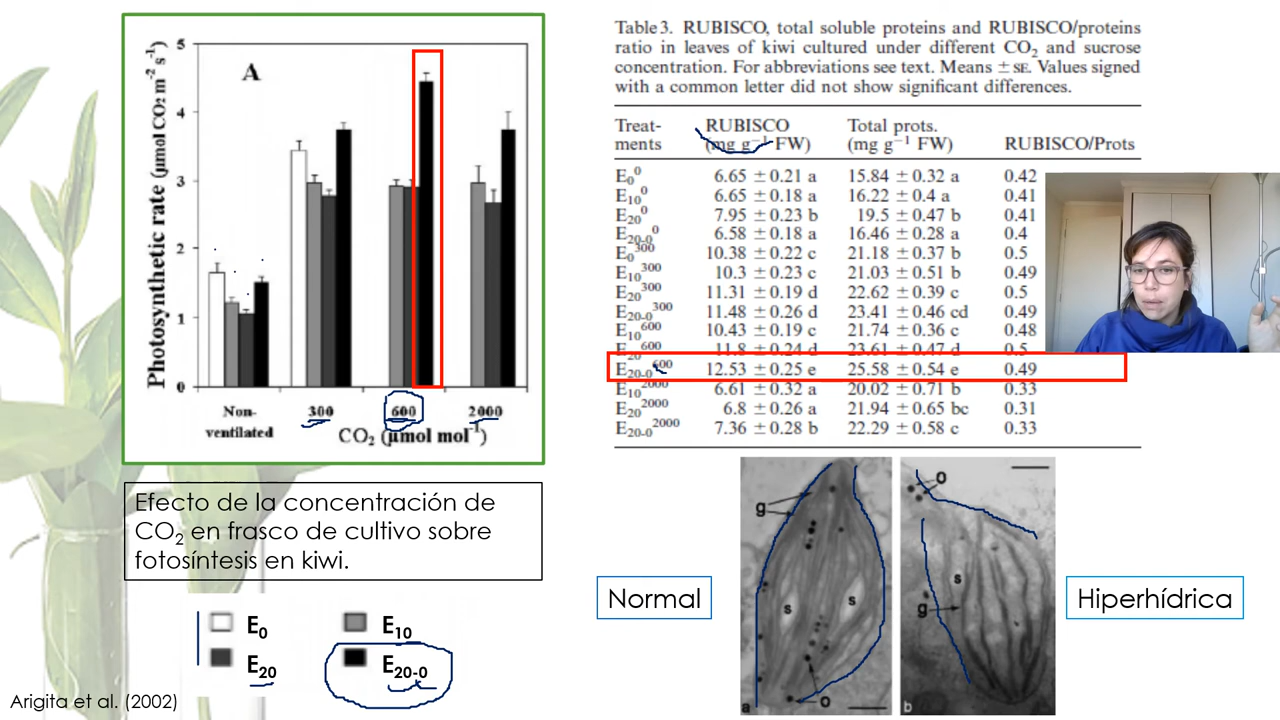 5
4
3
2
1
0
A
Photosynthetic rate (µmol CO₂ m⁻² s⁻¹)
Non-ventilated
300
600
2000
CO₂ (µmol mol⁻¹)
Efecto de la concentración de
CO₂ en frasco de cultivo sobre
fotosíntesis en kiwi.
E₀
E₁₀
E₂₀
E₂₀₋₀
Arigita et al. (2002)
Table 3. RUBISCO, total soluble proteins and RUBISCO/proteins
ratio in leaves of kiwi cultured under different CO₂ and sucrose
concentration. For abbreviations see text. Means ± SE. Values signed
with a common letter did not show significant differences.
Treat- RUBISCO Total prots.
ments (mg g⁻¹ FW) (mg g⁻¹ FW) RUBISCO/Prots
E₀⁰ 6.65 ± 0.21 a 15.84 ± 0.32 a 0.42
E₁₀⁰ 6.65 ± 0.18 a 16.22 ± 0.4 a 0.41
E₂₀⁰ 7.95 ± 0.23 b 19.5 ± 0.47 b 0.41
E₂₀₋₀⁰ 6.58 ± 0.18 a 16.46 ± 0.28 a 0.4
E₀³⁰⁰ 10.38 ± 0.22 c 21.18 ± 0.37 b 0.5
E₁₀³⁰⁰ 10.3 ± 0.23 c 21.03 ± 0.51 b 0.49
E₂₀³⁰⁰ 11.31 ± 0.19 d 22.62 ± 0.39 c 0.5
E₂₀₋₀³⁰⁰ 11.48 ± 0.26 d 23.41 ± 0.46 cd 0.49
E₁₀⁶⁰⁰ 10.43 ± 0.19 c 21.74 ± 0.36 c 0.48
E₂₀⁶⁰⁰ 11.8 ± 0.24 d 23.61 ± 0.47 d 0.5
E₂₀₋₀⁶⁰⁰ 12.53 ± 0.25 e 25.58 ± 0.54 e 0.49
E₁₀²⁰⁰⁰ 6.61 ± 0.32 a 20.02 ± 0.71 b 0.33
E₂₀²⁰⁰⁰ 6.8 ± 0.26 a 21.94 ± 0.65 bc 0.31
E₂₀₋₀²⁰⁰⁰ 7.36 ± 0.28 b 22.29 ± 0.58 c 0.33
Normal
g
s
s
o
a
o
s
g
b
Hiperhídrica